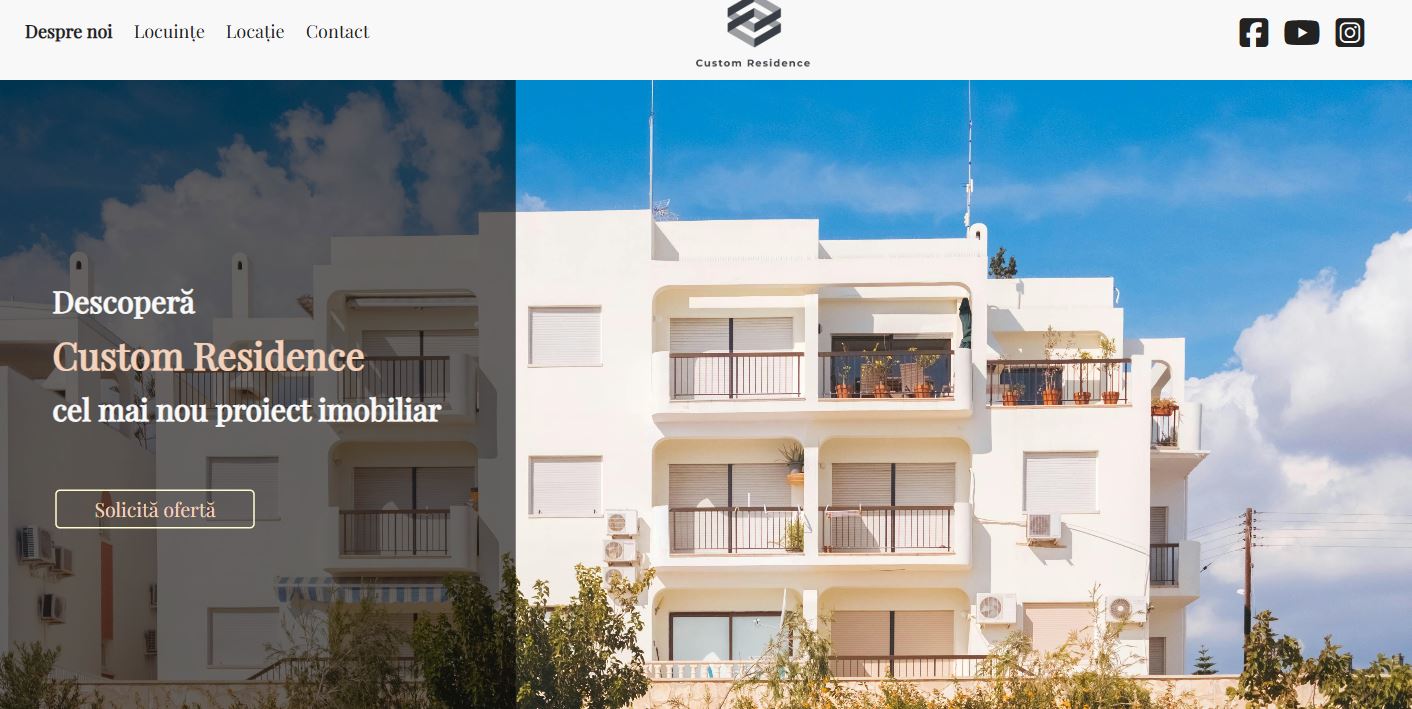 Despre noi
Locuințe
Locație
Contact
Custom Residence
Descoperă
Custom Residence
cel mai nou proiect imobiliar
Solicită ofertă